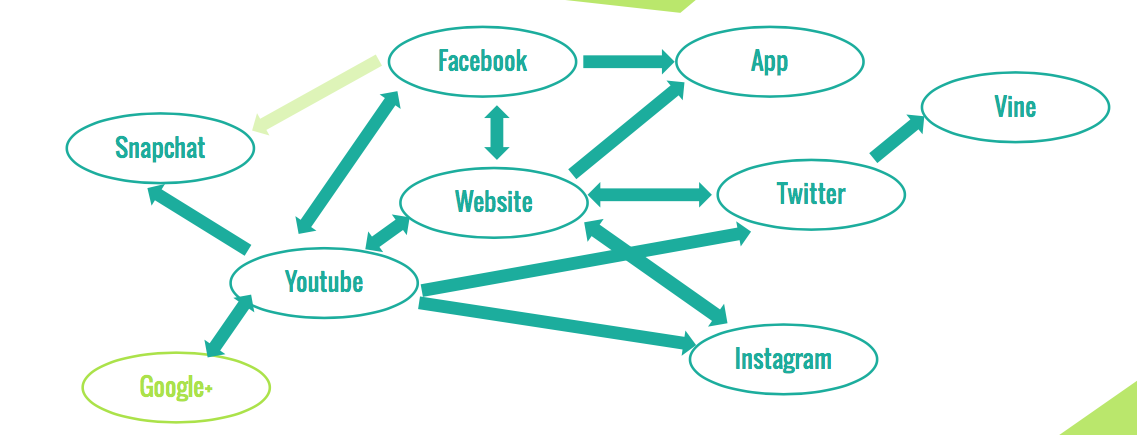 Facebook
App
Vine
Snapchat
Website
Twitter
Youtube
Instagram
Google+